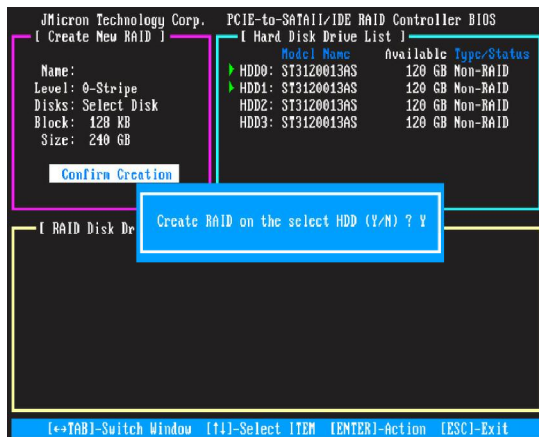 JMicron Technology Corp. PCIE-to-SATAII/IDE RAID Controller BIOS
[ Create New RAID ]
Name:
Level: 0-Stripe
Disks: Select Disk
Block: 128 KB
Size: 240 GB
Confirm Creation
[ Hard Disk Drive List ]
Model Name Available Type/Status
HDD0: ST3120013AS 120 GB Non-RAID
HDD1: ST3120013AS 120 GB Non-RAID
HDD2: ST3120013AS 120 GB Non-RAID
HDD3: ST3120013AS 120 GB Non-RAID
Create RAID on the select HDD (Y/N) ? Y
[ RAID Disk Dr
[↔TAB]-Switch Window [↑↓]-Select ITEM [ENTER]-Action [ESC]-Exit